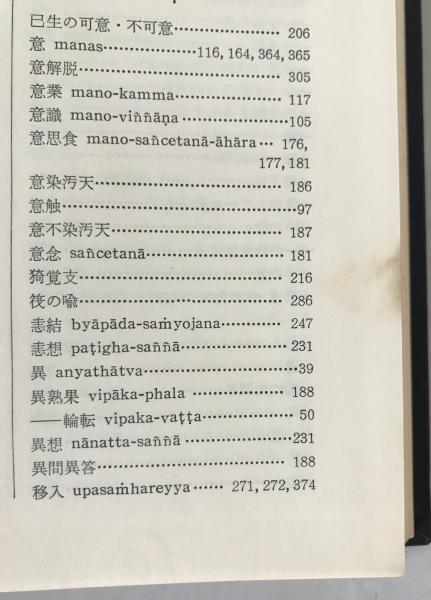 已生の可意・不可意………………… 206
意 manas………………116, 164, 364, 365
意解脱……………………………… 305
意業 mano-kamma………………… 117
意識 mano-viññāṇa…………………105
意思食 mano-sañcetanā-āhāra… 176,
177, 181
意染汚天…………………………… 186
意触…………………………………97
意不染汚天………………………… 187
意念 sañcetanā…………………… 181
猗覚支……………………………… 216
筏の喩……………………………… 286
恚結 byāpāda-saṁyojana………… 247
恚想 paṭigha-saññā………………231
異 anyathātva………………………39
異熟果 vipāka-phala ……………… 188
――輪転 vipaka-vaṭṭa…………… 50
異想 nānatta-saññā …………………231
異問異答…………………………… 188
移入 upasaṁhareyya …… 271, 272, 374